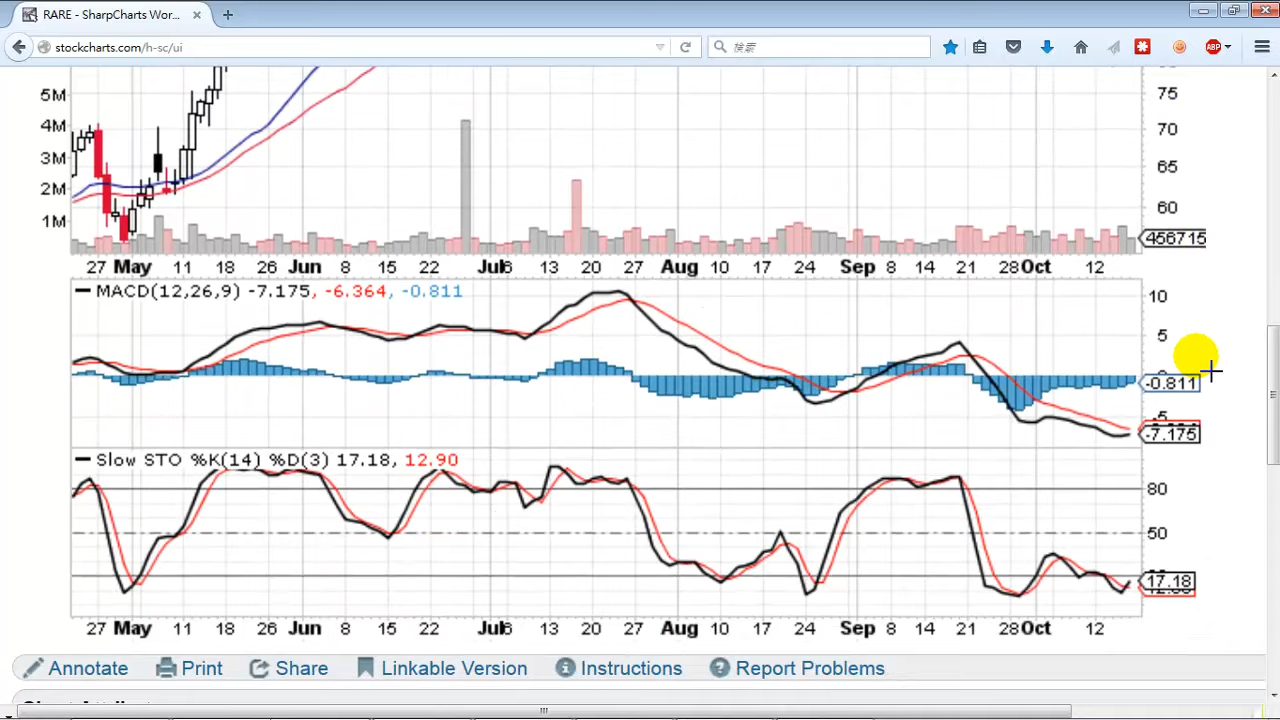 RARE - SharpCharts Wor...
stockcharts.com/h-sc/ui
検索
ABP
5M
4M
3M
2M
1M
75
70
65
60
456715
27 May 11 18 26 Jun 8 15 22 Jul 6 13 20 27 Aug 10 17 24 Sep 8 14 21 28 Oct 12
MACD(12,26,9) -7.175, -6.364, -0.811
10
5
-0.811
-5
-7.175
Slow STO %K(14) %D(3) 17.18, 12.90
80
50
17.18
27 May 11 18 26 Jun 8 15 22 Jul 6 13 20 27 Aug 10 17 24 Sep 8 14 21 28 Oct 12
Annotate Print Share Linkable Version Instructions Report Problems